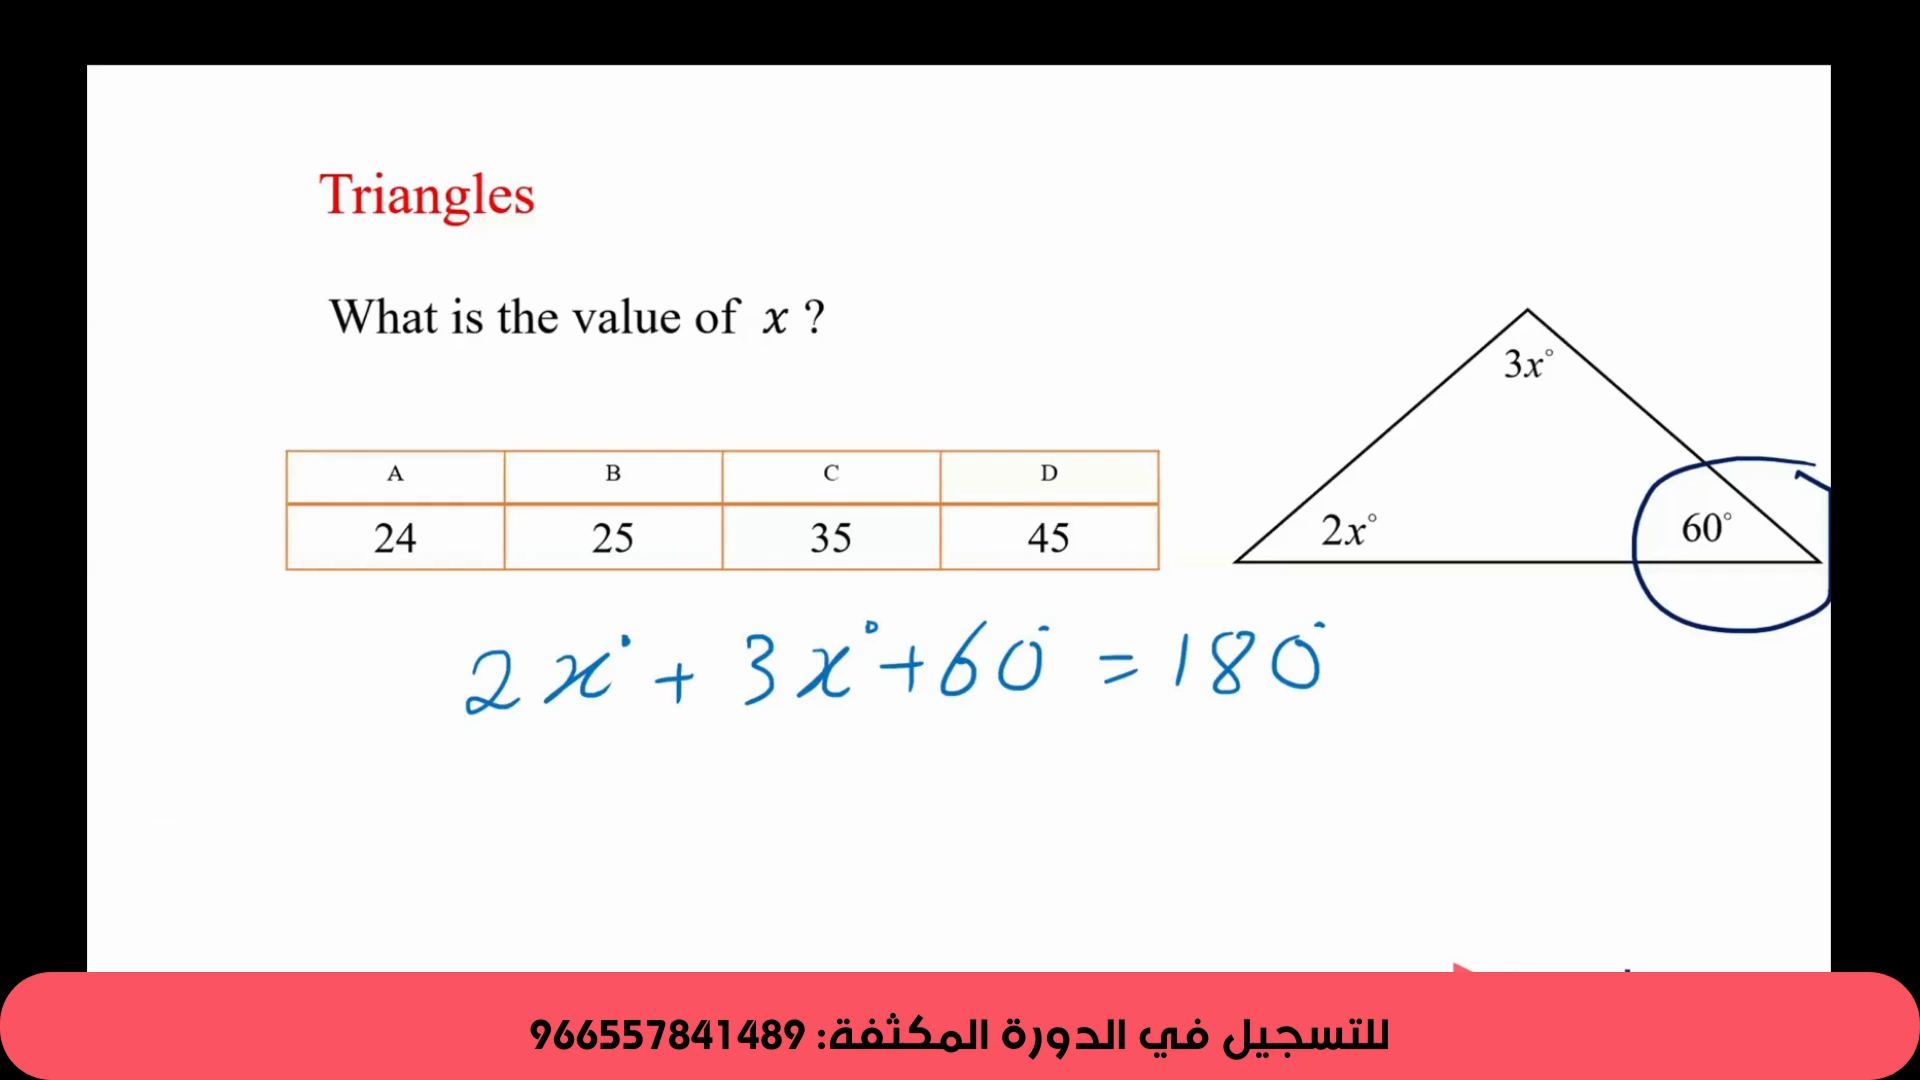 Triangles
What is the value of x ?
3x°
A B C D
24 25 35 45
2x°
60°
2x° + 3x° + 60° = 180°
للتسجيل في الدورة المكثفة: 966557841489